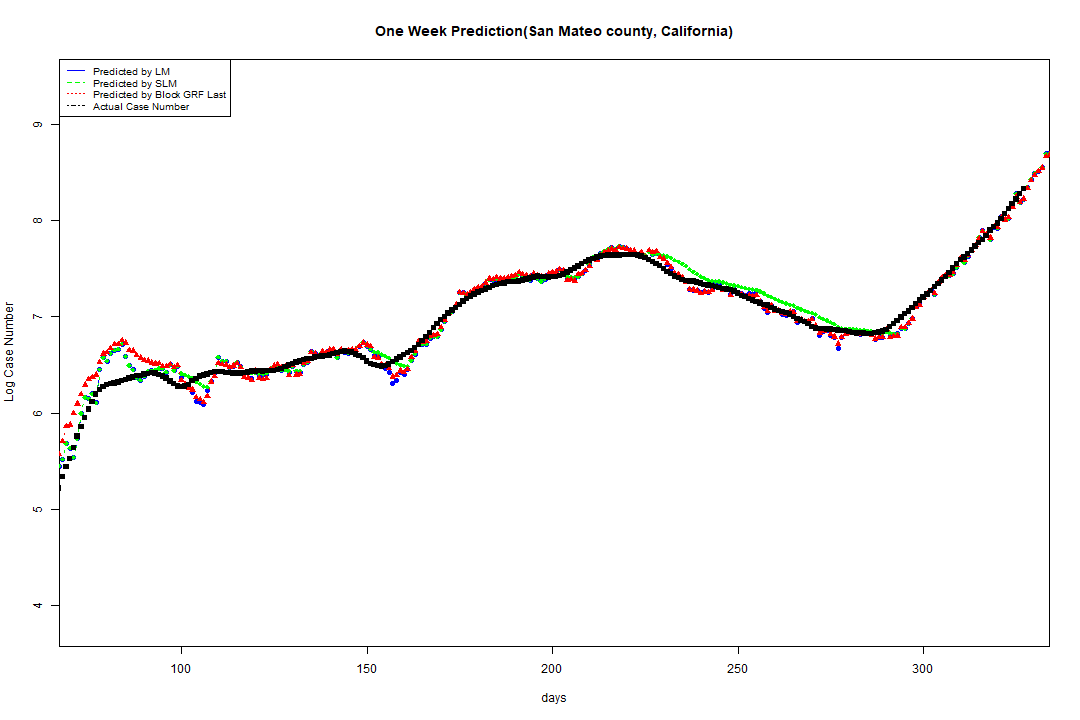 One Week Prediction(San Mateo county, California)
Predicted by LM
Predicted by SLM
Predicted by Block GRF Last
Actual Case Number
Log Case Number
9
8
7
6
5
4
100 150 200 250 300
days